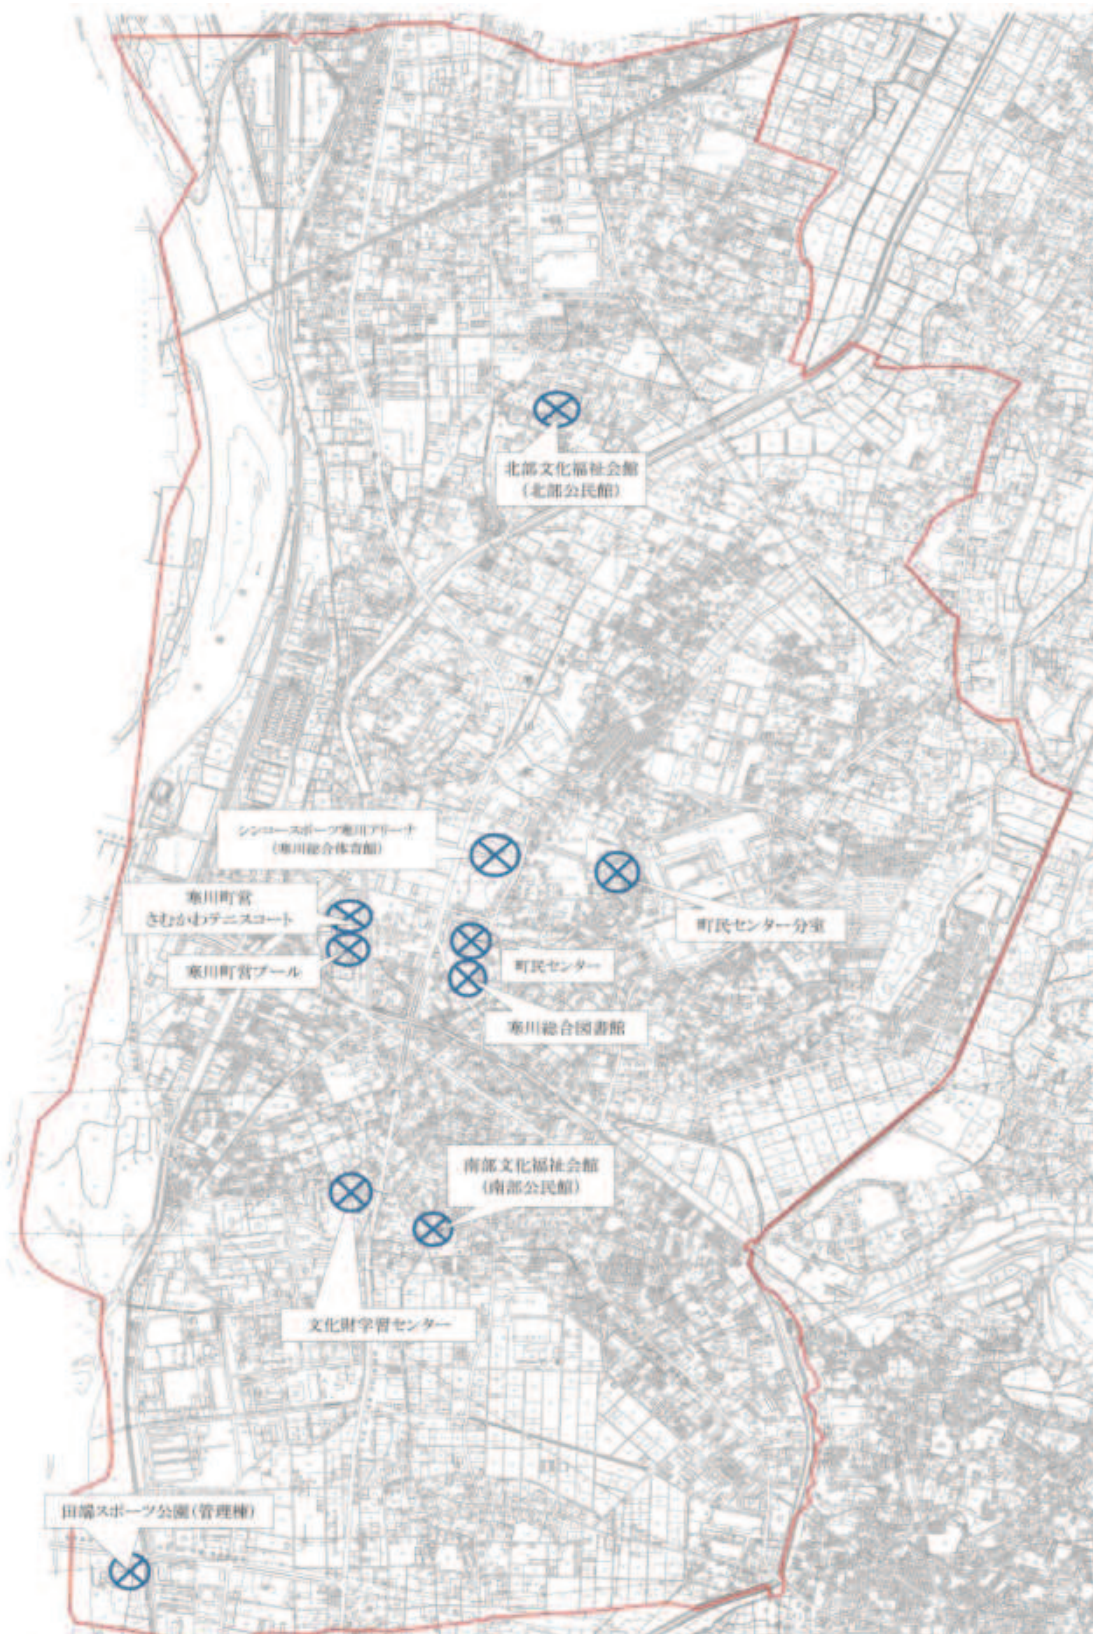 北部文化福祉会館
(北部公民館)
シンコースポーツ寒川アリーナ
(寒川総合体育館)
寒川町営
さむかわテニスコート
寒川町営プール
町民センター分室
町民センター
寒川総合図書館
南部文化福祉会館
(南部公民館)
文化財学習センター
田端スポーツ公園(管理棟)